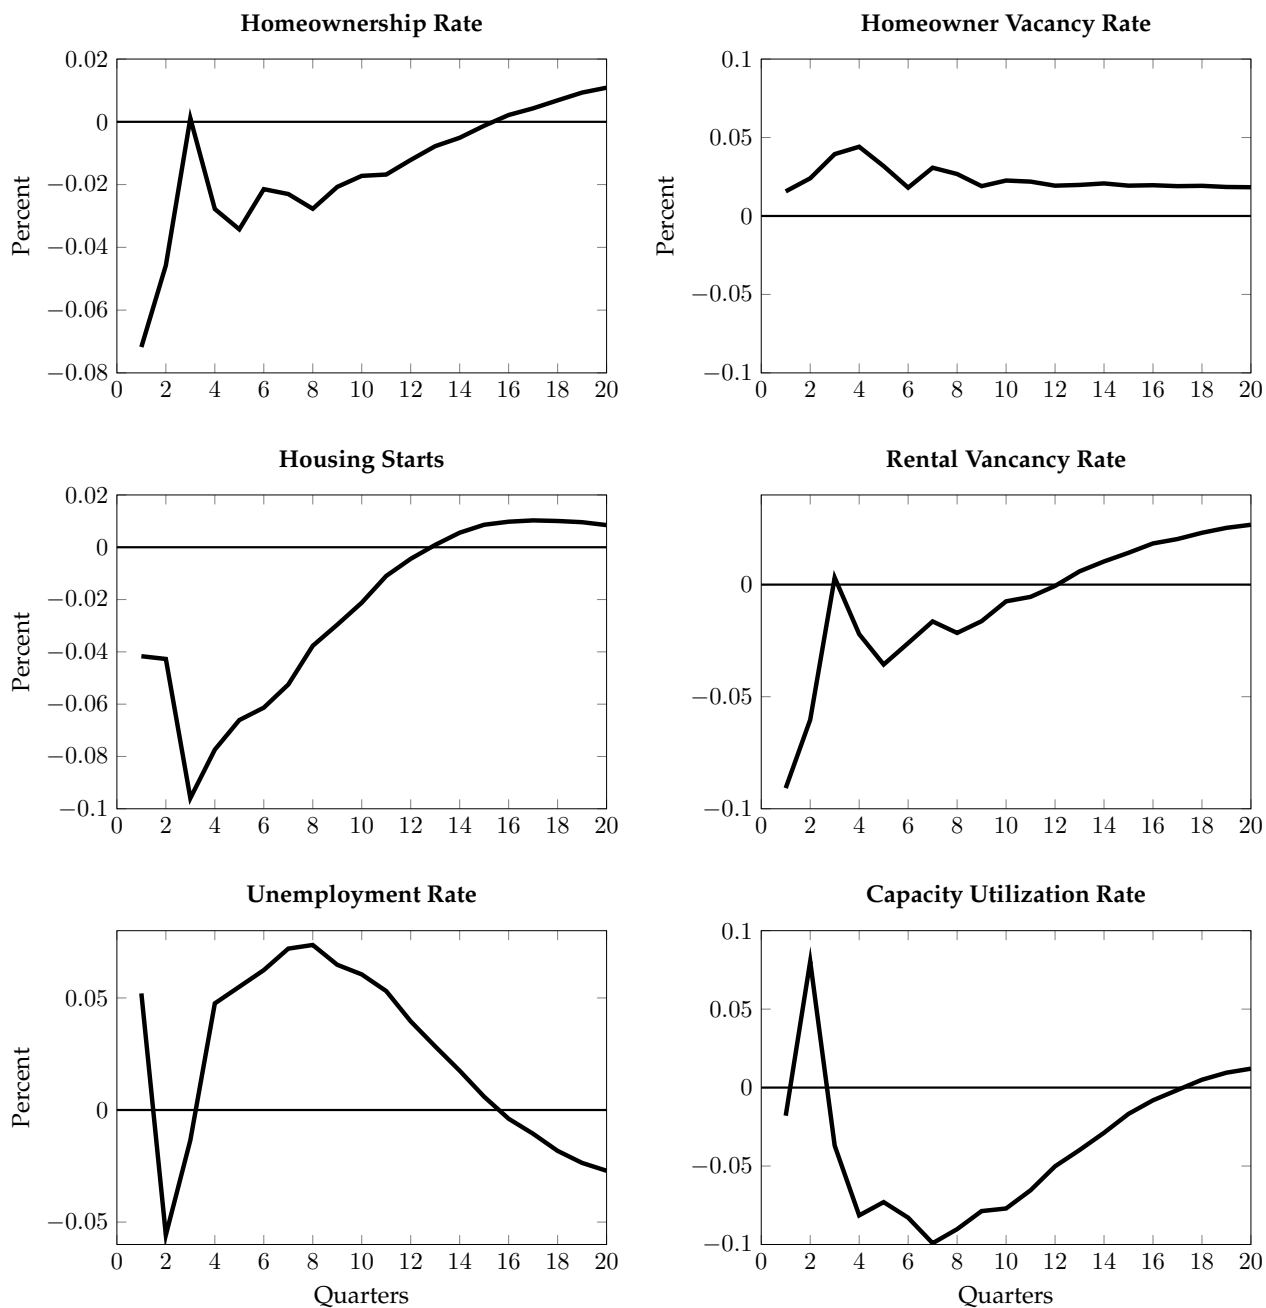 Homeownership Rate
0.02
0
−0.02
−0.04
−0.06
−0.08
Percent
0 2 4 6 8 10 12 14 16 18 20
Homeowner Vacancy Rate
0.1
0.05
0
−0.05
−0.1
Percent
0 2 4 6 8 10 12 14 16 18 20
Housing Starts
0.02
0
−0.02
−0.04
−0.06
−0.08
−0.1
Percent
0 2 4 6 8 10 12 14 16 18 20
Rental Vancancy Rate
0
−0.05
−0.1
0 2 4 6 8 10 12 14 16 18 20
Unemployment Rate
0.05
0
−0.05
Percent
0 2 4 6 8 10 12 14 16 18 20
Quarters
Capacity Utilization Rate
0.1
0.05
0
−0.05
−0.1
0 2 4 6 8 10 12 14 16 18 20
Quarters